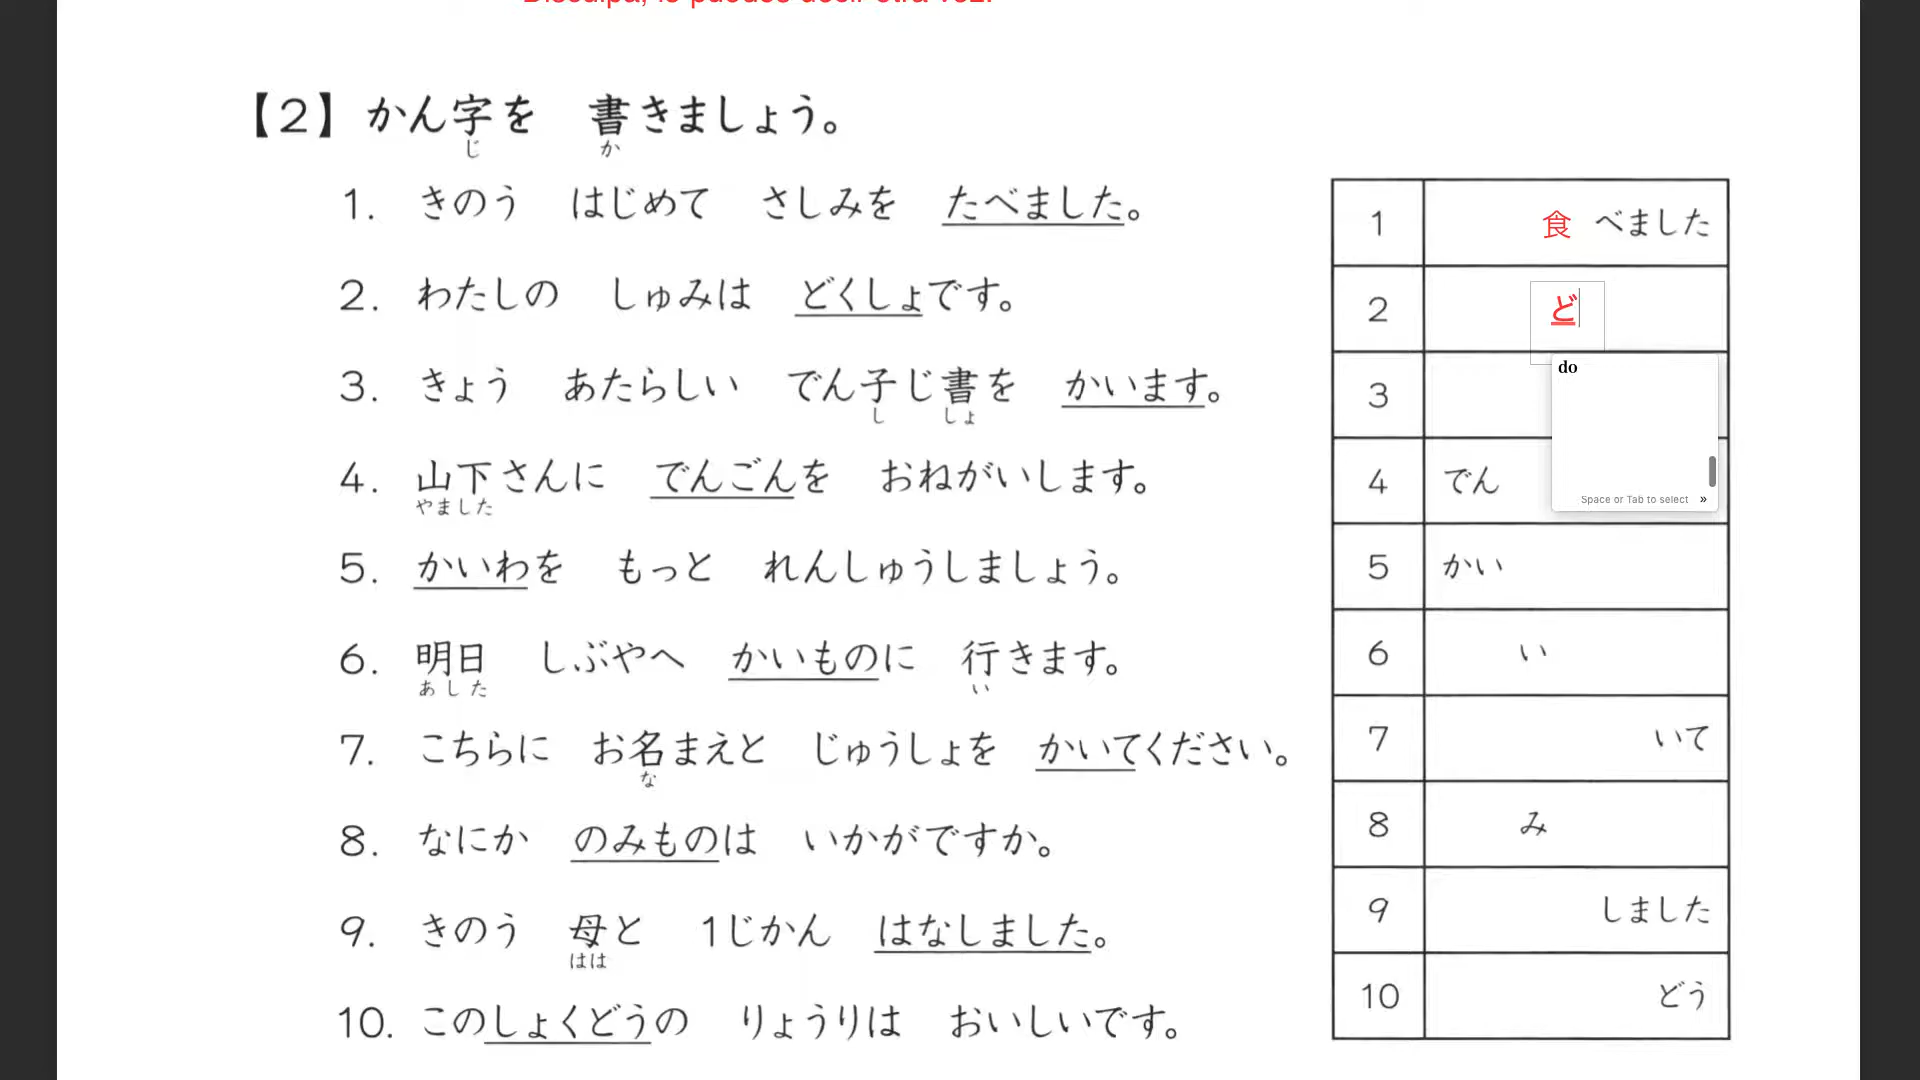 【2】かん字を 書きましょう。
じ か
1. きのう はじめて さしみを たべました。
2. わたしの しゅみは どくしょです。
3. きょう あたらしい でん子じ書を かいます。
し しょ
4. 山下さんに でんごんを おねがいします。
やました
5. かいわを もっと れんしゅうしましょう。
6. 明日 しぶやへ かいものに 行きます。
あした い
7. こちらに お名まえと じゅうしょを かいてください。
な
8. なにか のみものは いかがですか。
9. きのう 母と 1じかん はなしました。
はは
10. このしょくどうの りょうりは おいしいです。
1 食 べました
2 ど
do
Space or Tab to select »
3
4 でん
5 かい
6 い
7 いて
8 み
9 しました
10 どう